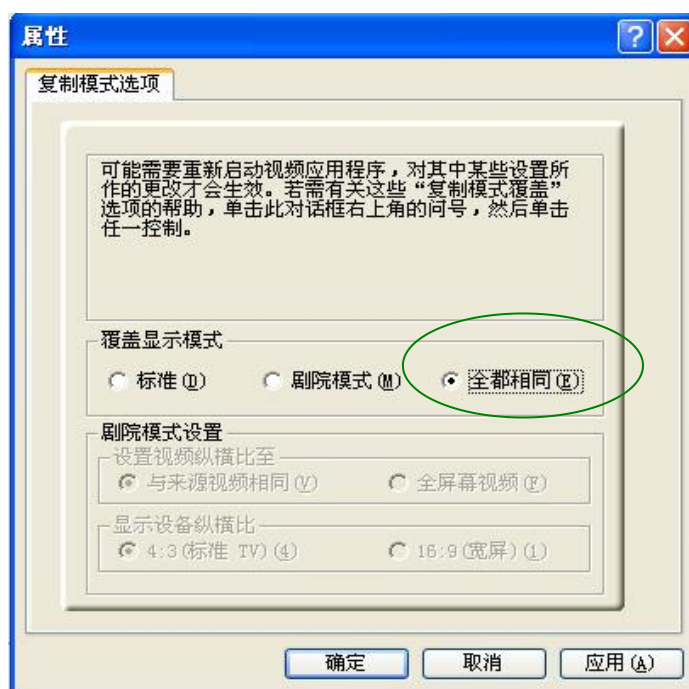 属性
复制模式选项
可能需要重新启动视频应用程序，对其中某些设置所
作的更改才会生效。若需有关这些“复制模式覆盖”
选项的帮助，单击此对话框右上角的问号，然后单击
任一控制。
覆盖显示模式
标准(D) 剧院模式(M) 全都相同(E)
剧院模式设置
设置视频纵横比至
与来源视频相同(V) 全屏幕视频(F)
显示设备纵横比
4:3(标准 TV)(4) 16:9(宽屏)(1)
确定 取消 应用(A)